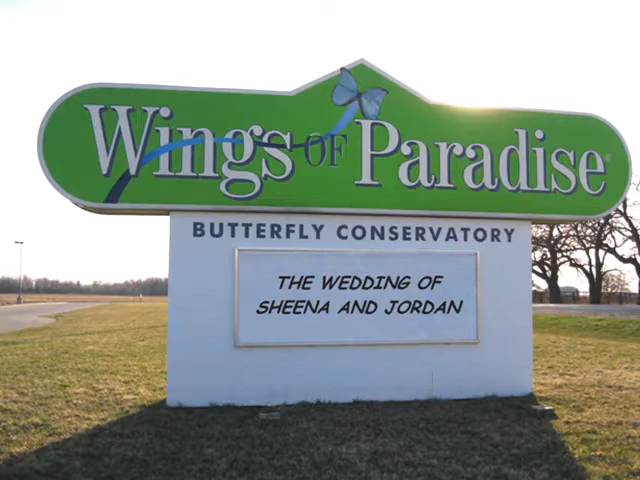 Wings OF Paradise
BUTTERFLY CONSERVATORY
THE WEDDING OF
SHEENA AND JORDAN